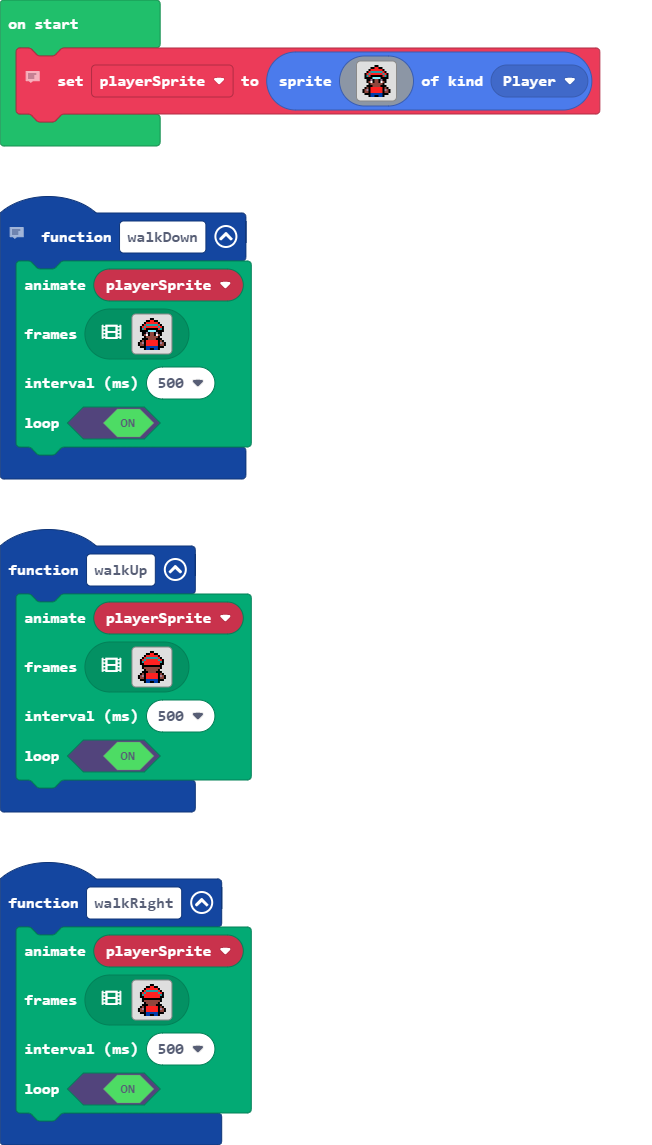 on start
set playerSprite to sprite of kind Player
function walkDown
animate playerSprite
frames
interval (ms) 500
loop ON
function walkUp
animate playerSprite
frames
interval (ms) 500
loop ON
function walkRight
animate playerSprite
frames
interval (ms) 500
loop ON